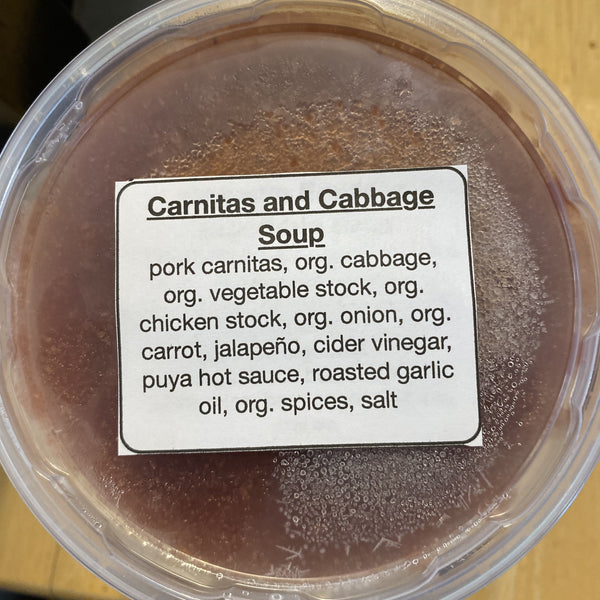 Carnitas and Cabbage
Soup
pork carnitas, org. cabbage,
org. vegetable stock, org.
chicken stock, org. onion, org.
carrot, jalapeño, cider vinegar,
puya hot sauce, roasted garlic
oil, org. spices, salt